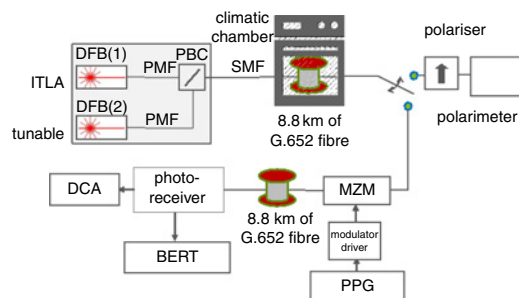 climatic
chamber
polariser
DFB(1)
PBC
PMF
SMF
ITLA
DFB(2)
tunable
PMF
8.8 km of
G.652 fibre
polarimeter
DCA
photo-
receiver
8.8 km of
G.652 fibre
MZM
modulator
driver
BERT
PPG